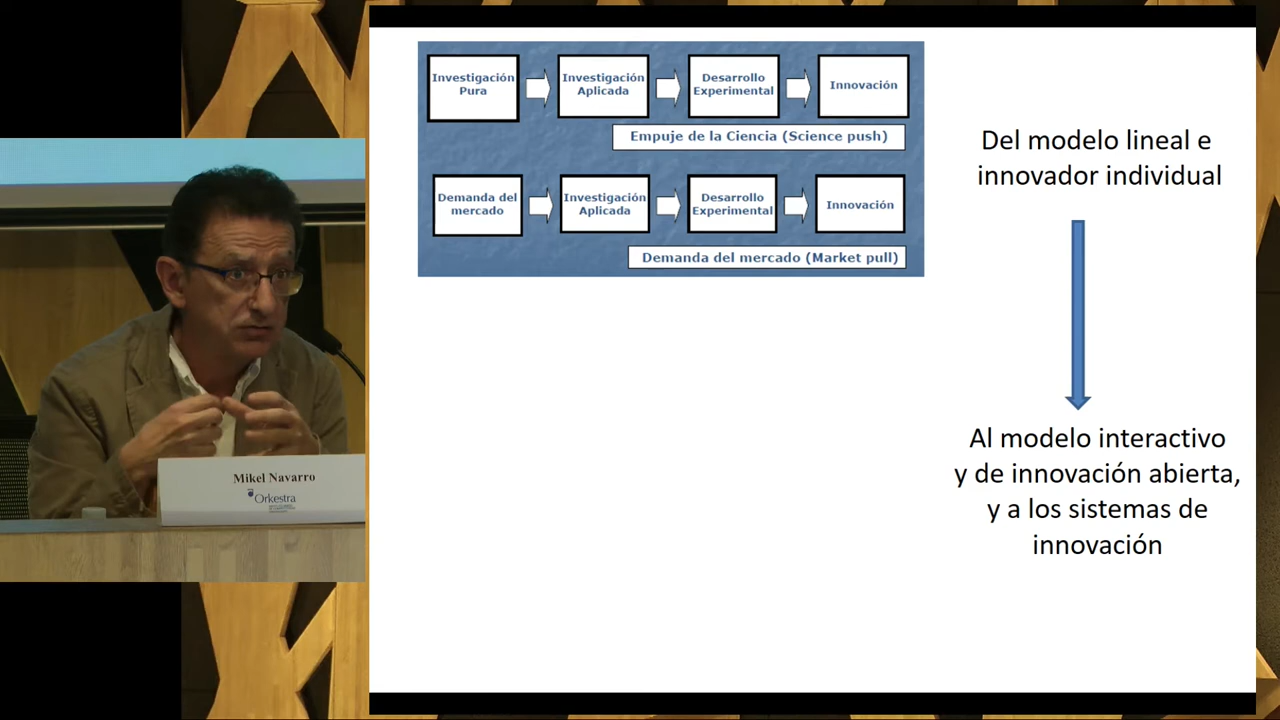 Investigación
Pura
Investigación
Aplicada
Desarrollo
Experimental
Innovación
Empuje de la Ciencia (Science push)
Demanda del
mercado
Investigación
Aplicada
Desarrollo
Experimental
Innovación
Demanda del mercado (Market pull)
Del modelo lineal e
innovador individual
Al modelo interactivo
y de innovación abierta,
y a los sistemas de
innovación
Mikel Navarro
Orkestra